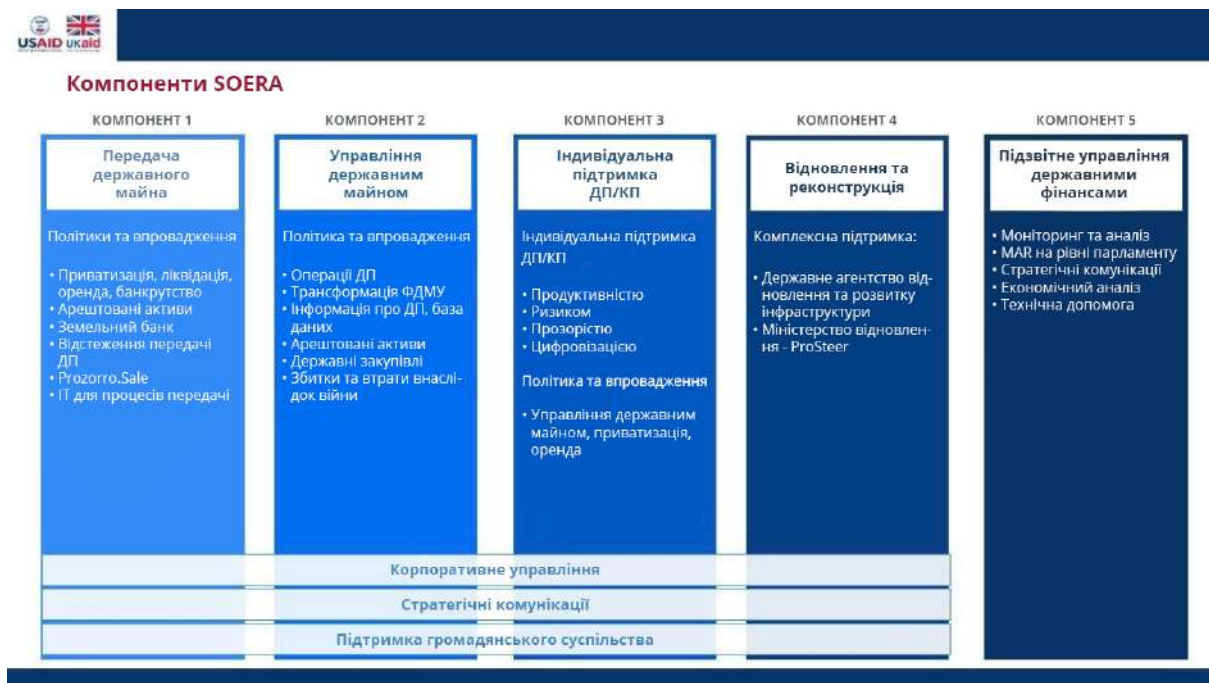 USAID ukaid
Компоненти SOERA
КОМПОНЕНТ 1
Передача
державного
майна
Політики та впровадження
• Приватизація, ліквідація,
оренда, банкрутство
• Арештовані активи
• Земельний банк
• Відстеження передачі
ДП
• Prozorro.Sale
• ІТ для процесів передачі
КОМПОНЕНТ 2
Управління
державним
майном
Політика та впровадження
• Операції ДП
• Трансформація ФДМУ
• Інформація про ДП, база
даних
• Арештовані активи
• Державні закупівлі
• Збитки та втрати внаслі-
док війни
КОМПОНЕНТ 3
Індивідуальна
підтримка
ДП/КП
Індивідуальна підтримка
ДП/КП
• Продуктивністю
• Ризиком
• Прозорістю
• Цифровізацією
Політика та впровадження
• Управління державним
майном, приватизація,
оренда
КОМПОНЕНТ 4
Відновлення та
реконструкція
Комплексна підтримка:
• Державне агентство від-
новлення та розвитку
інфраструктури
• Міністерство відновлен-
ня - ProSteer
КОМПОНЕНТ 5
Підзвітне управління
державними
фінансами
• Моніторинг та аналіз
• MAR на рівні парламенту
• Стратегічні комунікації
• Економічний аналіз
• Технічна допомога
Корпоративне управління
Стратегічні комунікації
Підтримка громадянського суспільства